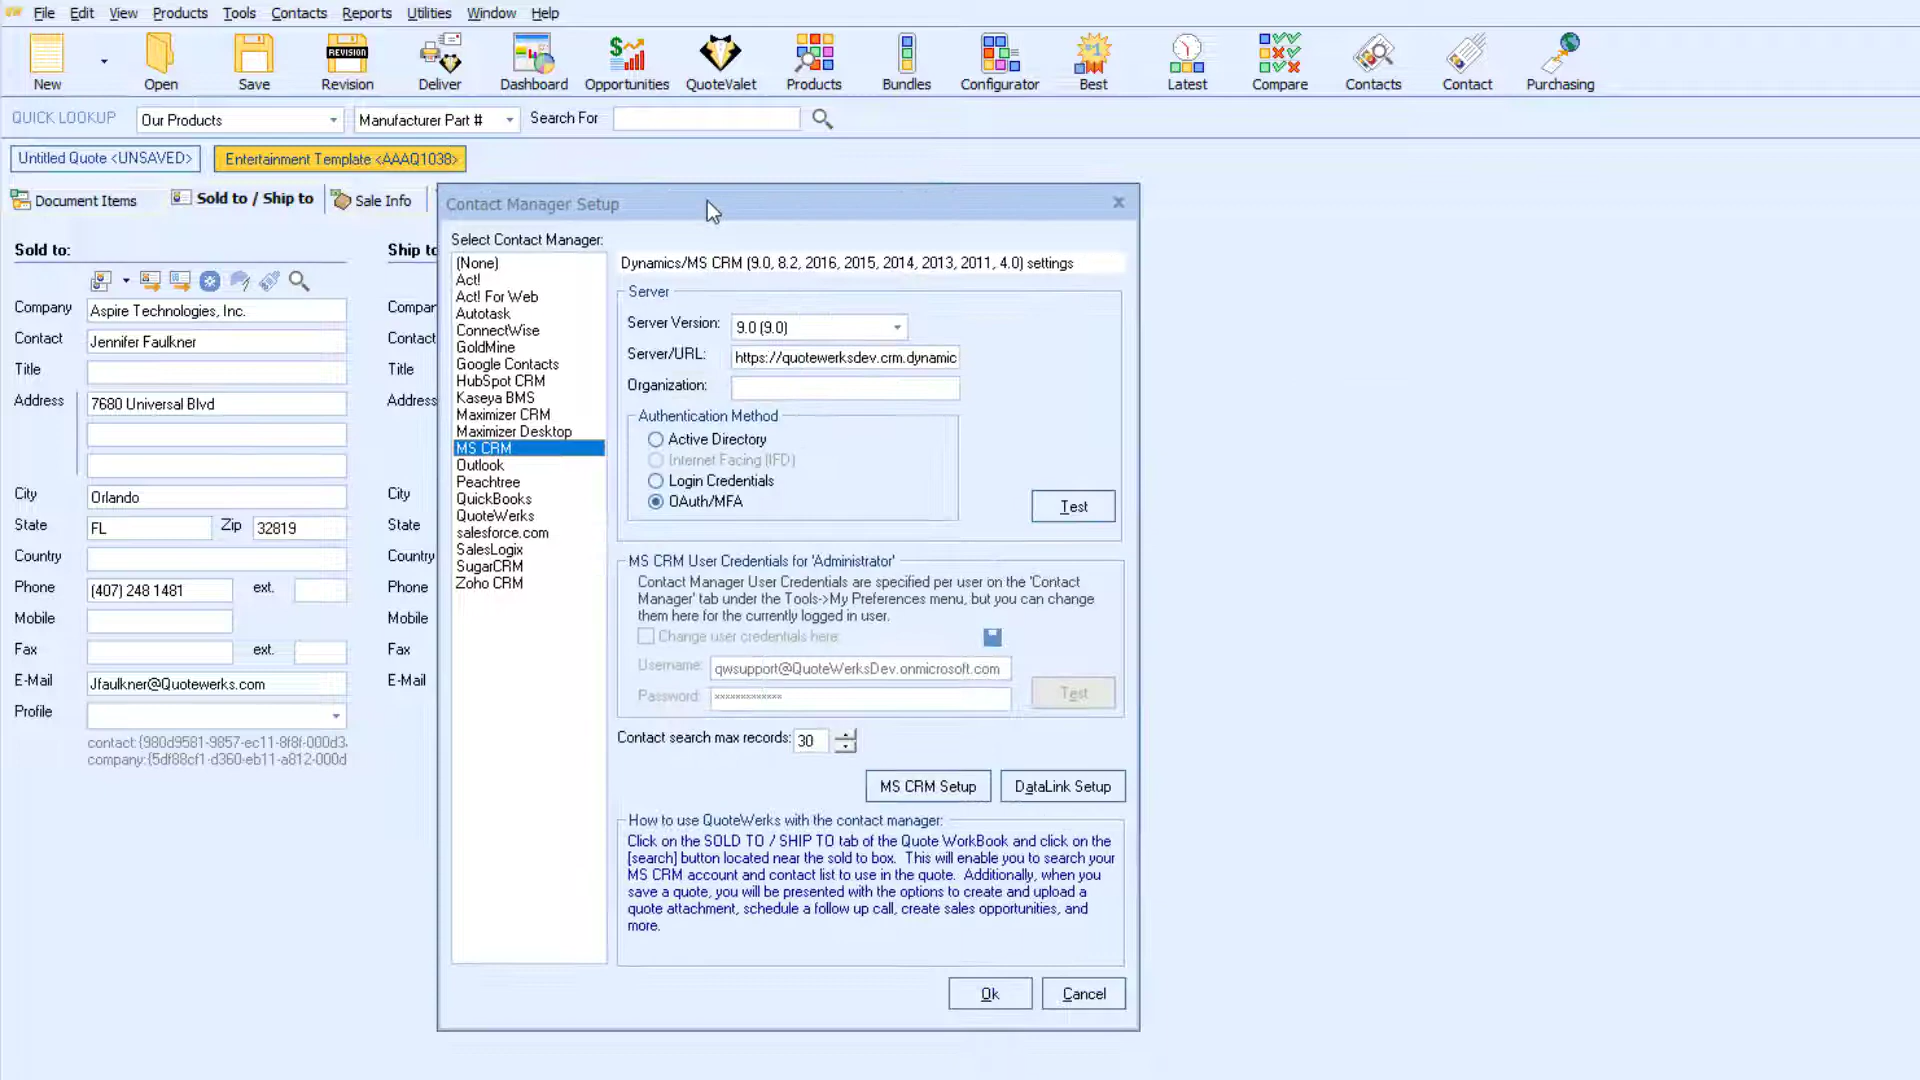 File Edit View Products Tools Contacts Reports Utilities Window Help
REVISION
$
#1
New Open Save Revision Deliver Dashboard Opportunities QuoteValet Products Bundles Configurator Best Latest Compare Contacts Contact Purchasing
QUICK LOOKUP Our Products Manufacturer Part # Search For
Untitled Quote <UNSAVED> Entertainment Template <AAAQ1038>
Document Items Sold to / Ship to Sale Info
Sold to:
Company Aspire Technologies, Inc.
Contact Jennifer Faulkner
Title
Address 7680 Universal Blvd
City Orlando
State FL Zip 32819
Country
Phone (407) 248 1481 ext.
Mobile
Fax ext.
E-Mail Jfaulkner@Quotewerks.com
Profile
contact:{980d9581-9857-ec11-8f8f-000d3
company:{5df88cf1-d360-eb11-a812-000d
Ship to
Compar
Contact
Title
Address
City
State
Country
Phone
Mobile
Fax
E-Mail
Contact Manager Setup x
Select Contact Manager:
(None)
Act!
Act! For Web
Autotask
ConnectWise
GoldMine
Google Contacts
HubSpot CRM
Kaseya BMS
Maximizer CRM
Maximizer Desktop
MS CRM
Outlook
Peachtree
QuickBooks
QuoteWerks
salesforce.com
SalesLogix
SugarCRM
Zoho CRM
Dynamics/MS CRM (9.0, 8.2, 2016, 2015, 2014, 2013, 2011, 4.0) settings
Server
Server Version: 9.0 (9.0)
Server/URL: https://quotewerksdev.crm.dynamic
Organization:
Authentication Method
Active Directory
Internet Facing (IFD)
Login Credentials
OAuth/MFA
Test
MS CRM User Credentials for 'Administrator'
Contact Manager User Credentials are specified per user on the 'Contact
Manager' tab under the Tools->My Preferences menu, but you can change
them here for the currently logged in user.
Change user credentials here:
Username: qwsupport@QuoteWerksDev.onmicrosoft.com
Password: ************* Test
Contact search max records: 30
MS CRM Setup DataLink Setup
How to use QuoteWerks with the contact manager:
Click on the SOLD TO / SHIP TO tab of the Quote WorkBook and click on the
[search] button located near the sold to box. This will enable you to search your
MS CRM account and contact list to use in the quote. Additionally, when you
save a quote, you will be presented with the options to create and upload a
quote attachment, schedule a follow up call, create sales opportunities, and
more.
Ok Cancel